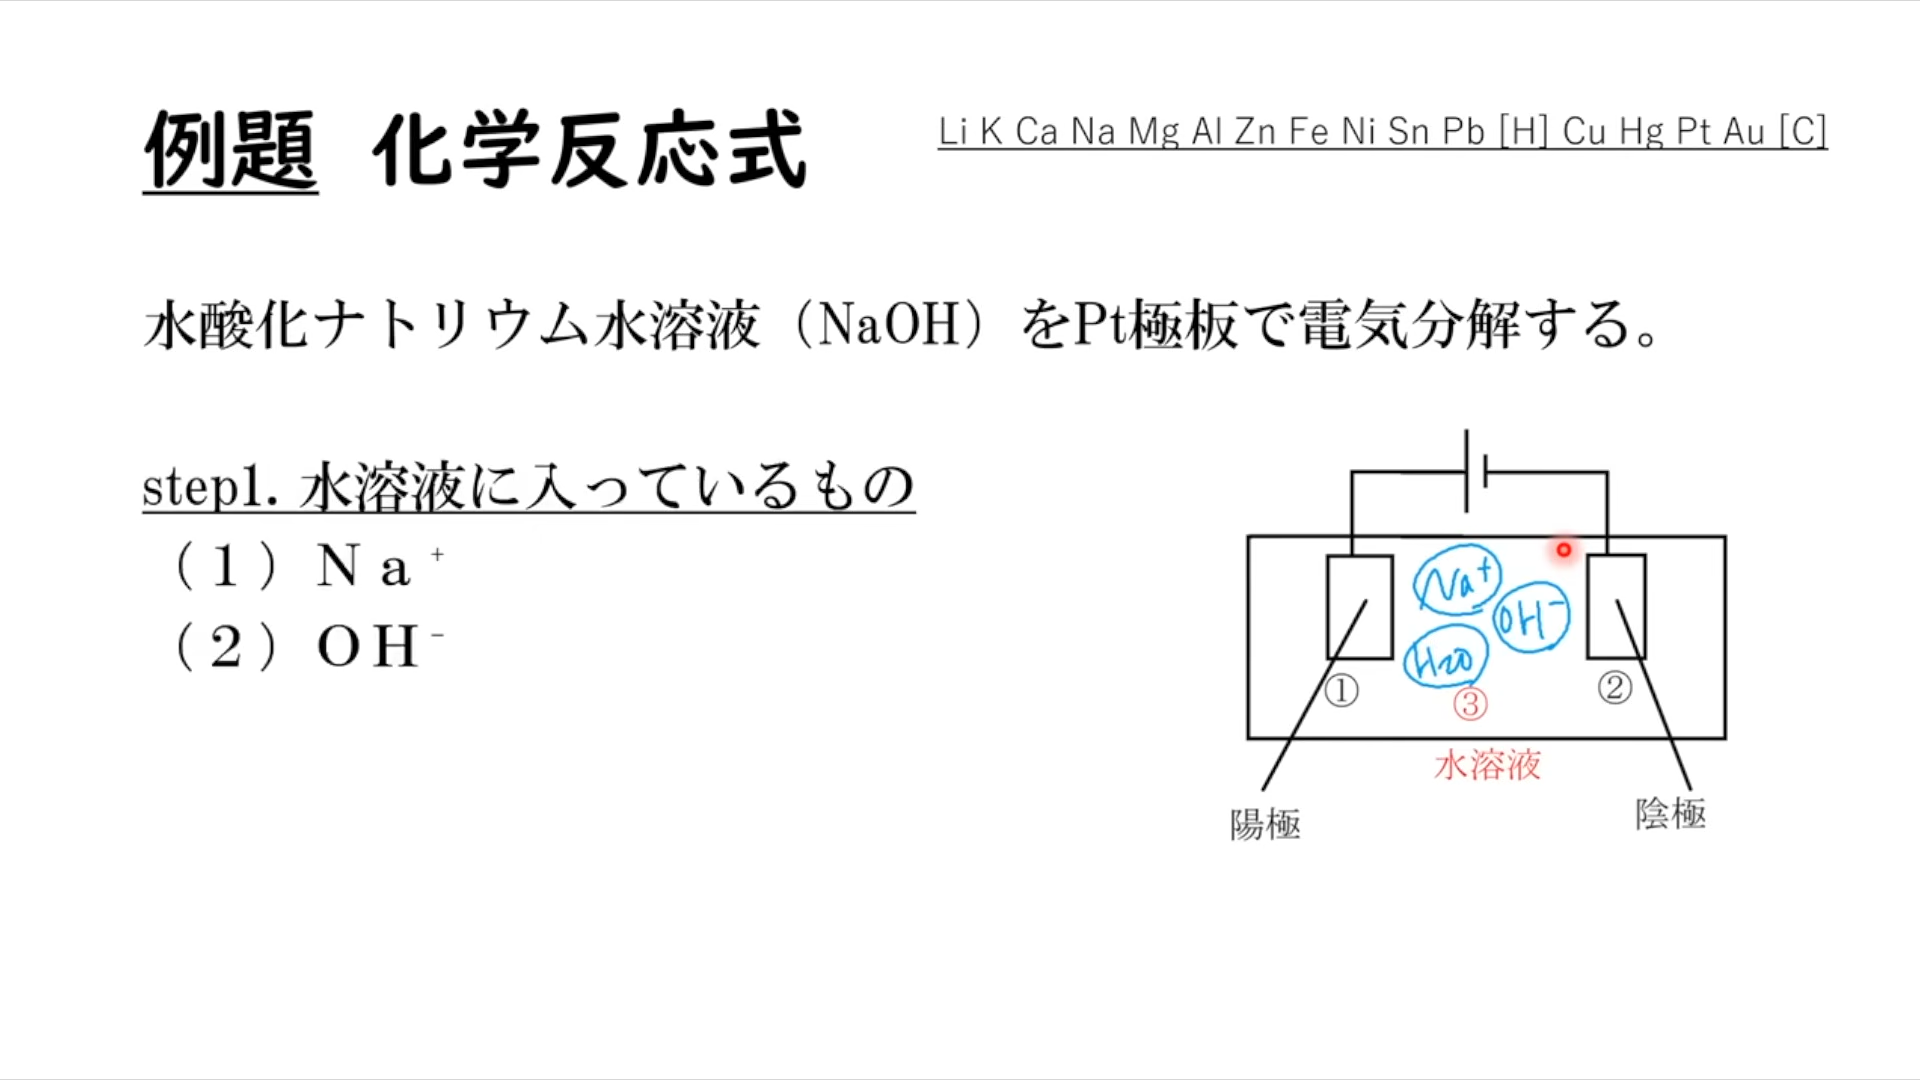 例題 化学反応式
Li K Ca Na Mg Al Zn Fe Ni Sn Pb [H] Cu Hg Pt Au [C]
水酸化ナトリウム水溶液（NaOH）をPt極板で電気分解する。
step1. 水溶液に入っているもの
（１）Ｎａ⁺
（２）ＯＨ⁻
Na⁺
OH⁻
H₂O
①
②
③
水溶液
陽極
陰極